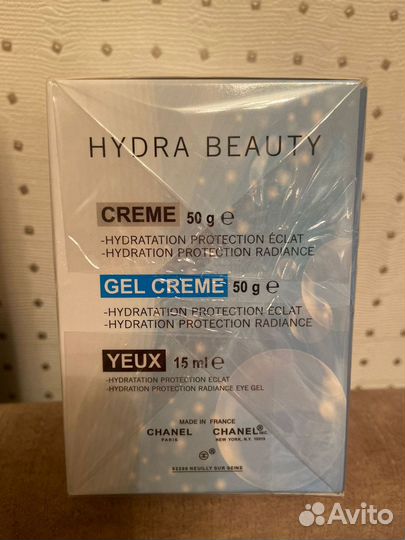 HYDRA BEAUTY
CREME 50 g ℮
-HYDRATATION PROTECTION ÉCLAT
-HYDRATION PROTECTION RADIANCE
GEL CREME 50 g ℮
-HYDRATATION PROTECTION ÉCLAT
-HYDRATION PROTECTION RADIANCE
YEUX 15 ml ℮
-HYDRATATION PROTECTION ÉCLAT
-HYDRATION PROTECTION RADIANCE EYE GEL
MADE IN FRANCE
CHANEL CHANEL® INC.
PARIS NEW YORK, N.Y. 10019
92200 NEUILLY SUR SEINE
Avito